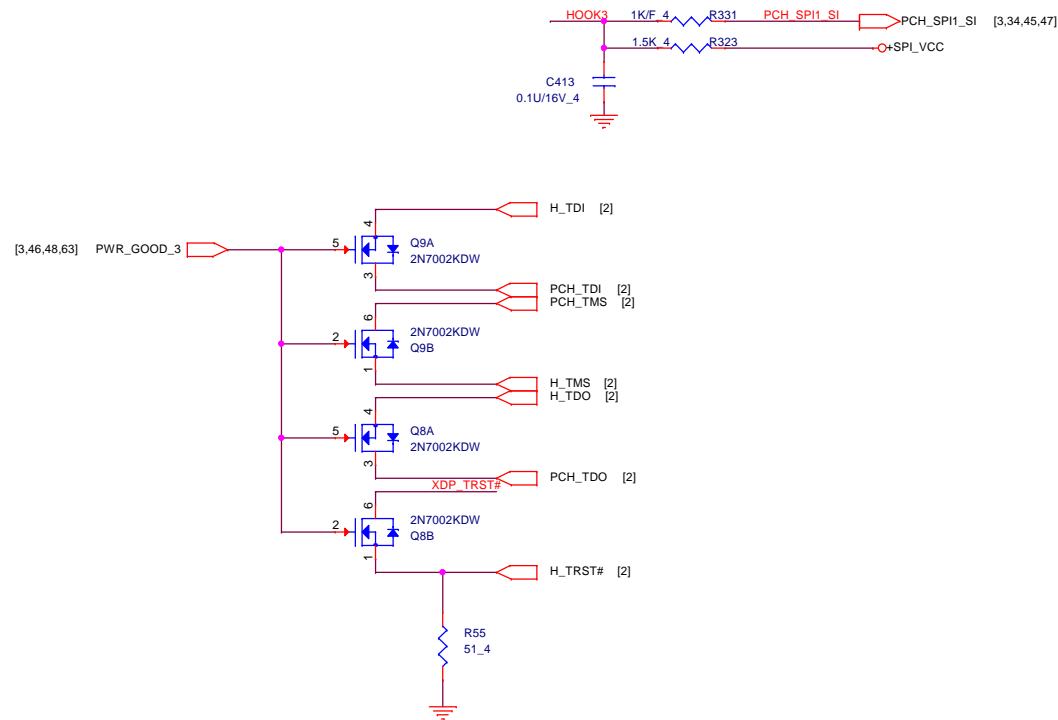 HOOK3 1K/F_4 R331 PCH_SPI1_SI PCH_SPI1_SI [3,34,45,47]
1.5K_4 R323 +SPI_VCC
C413
0.1U/16V_4
H_TDI [2]
4
[3,46,48,63] PWR_GOOD_3 5 Q9A
2N7002KDW
3
PCH_TDI [2]
PCH_TMS [2]
6
2 2N7002KDW
Q9B
1
H_TMS [2]
H_TDO [2]
4
5 Q8A
2N7002KDW
3
PCH_TDO [2]
XDP_TRST#
6
2 2N7002KDW
Q8B
1
H_TRST# [2]
R55
51_4